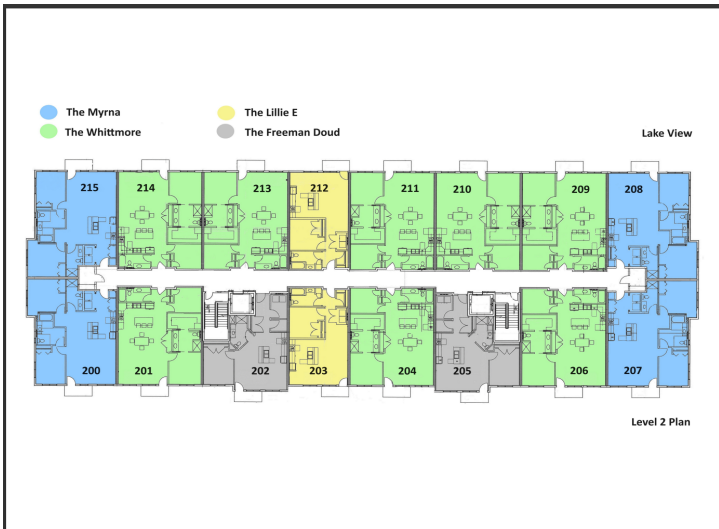 The Myrna
The Lillie E
The Whittmore
The Freeman Doud
Lake View
215
214
213
212
211
210
209
208
200
201
202
203
204
205
206
207
Level 2 Plan